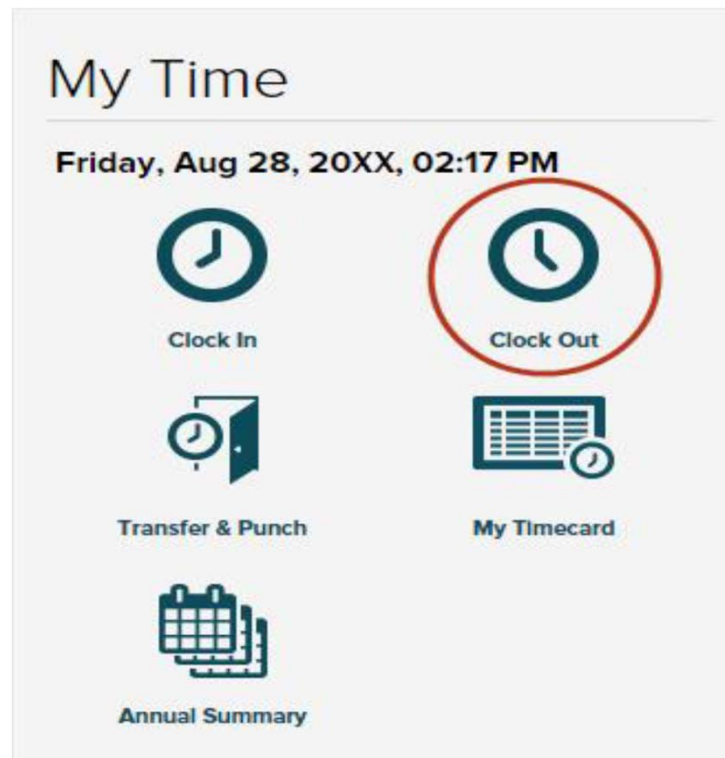 My Time
Friday, Aug 28, 20XX, 02:17 PM
Clock In
Clock Out
Transfer & Punch
My Timecard
Annual Summary